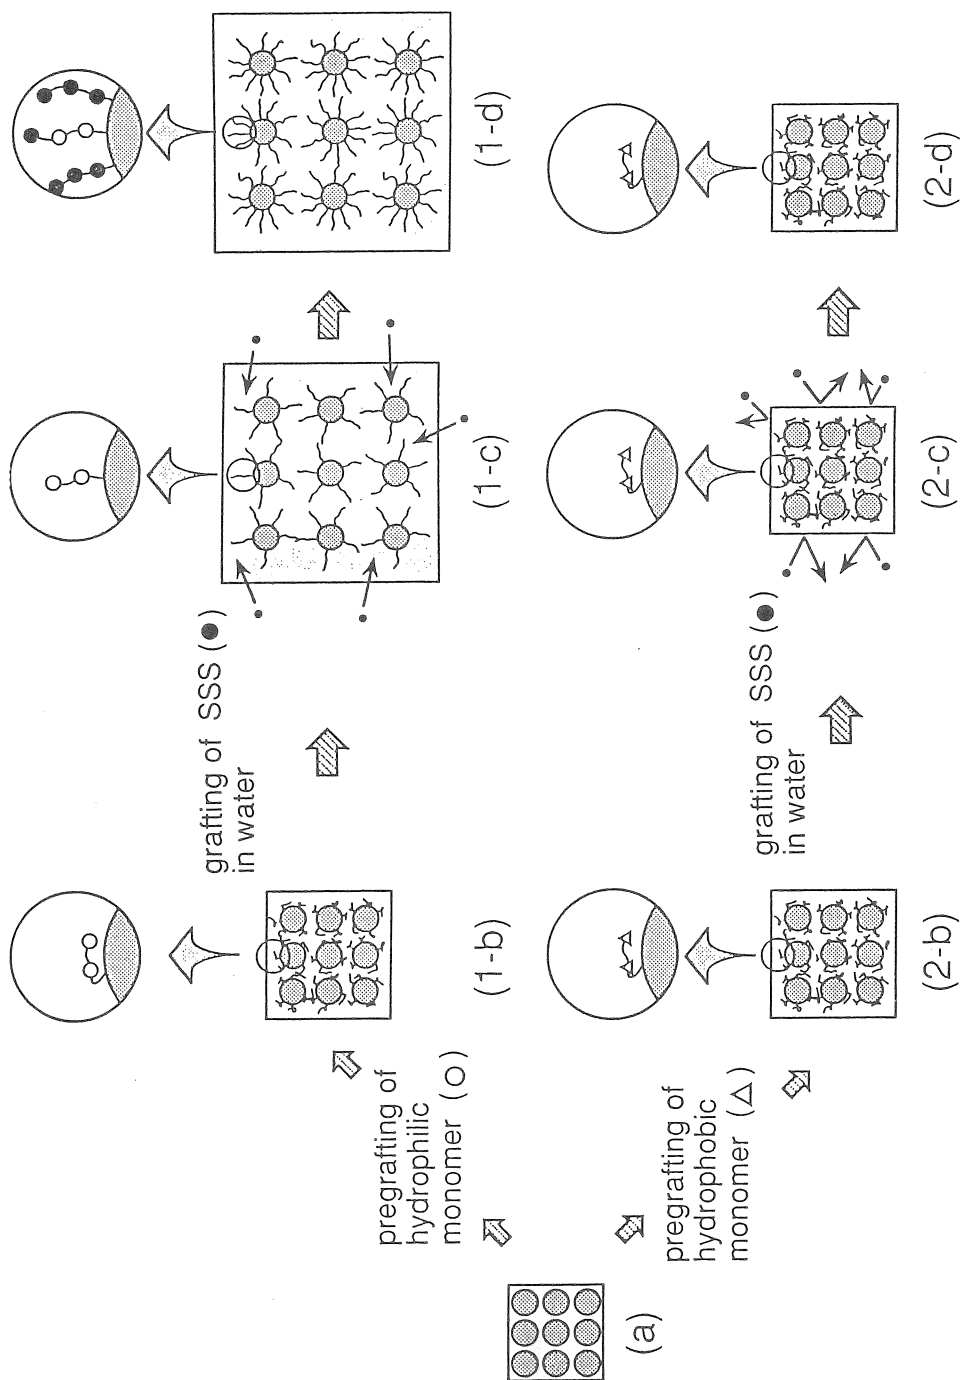 (a)
pregrafting of
hydrophilic
monomer (○)
(1-b)
grafting of SSS (●)
in water
(1-c)
(1-d)
pregrafting of
hydrophobic
monomer (△)
(2-b)
grafting of SSS (●)
in water
(2-c)
(2-d)